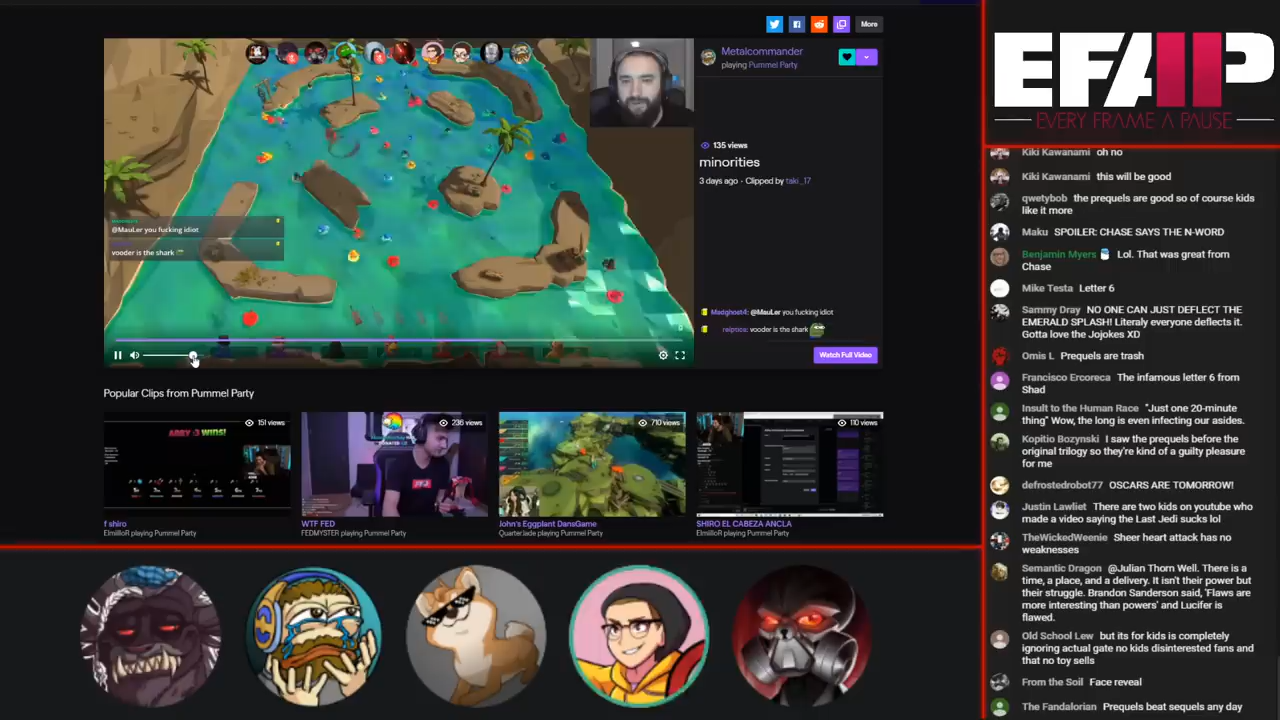 More
Metalcommander
playing Pummel Party
135 views
minorities
3 days ago - Clipped by taki_17
Madghost4
@MauLer you fucking idiot
vooder is the shark
Madghost4: @MauLer you fucking idiot
raiptics: vooder is the shark
Watch Full Video
Popular Clips from Pummel Party
ABBY WINS!
151 views
236 views
710 views
110 views
f shiro
ElmilloR playing Pummel Party
WTF FED
FEDMYSTER playing Pummel Party
John's Eggplant DansGame
QuarterJade playing Pummel Party
SHIRO EL CABEZA ANCLA
ElmilloR playing Pummel Party
EFAP
EVERY FRAME A PAUSE
Kiki Kawanami oh no
Kiki Kawanami this will be good
qwetybob the prequels are good so of course kids
like it more
Maku SPOILER: CHASE SAYS THE N-WORD
Benjamin Myers Lol. That was great from
Chase
Mike Testa Letter 6
Sammy Dray NO ONE CAN JUST DEFLECT THE
EMERALD SPLASH! Literaly everyone deflects it.
Gotta love the Jojokes XD
Omis L Prequels are trash
Francisco Ercoreca The infamous letter 6 from
Shad
Insult to the Human Race "Just one 20-minute
thing" Wow, the long is even infecting our asides.
Kopitio Bozynski I saw the prequels before the
original trilogy so they're kind of a guilty pleasure
for me
defrostedrobot77 OSCARS ARE TOMORROW!
Justin Lawliet There are two kids on youtube who
made a video saying the Last Jedi sucks lol
TheWickedWeenie Sheer heart attack has no
weaknesses
Semantic Dragon @Julian Thorn Well. There is a
time, a place, and a delivery. It isn't their power but
their struggle. Brandon Sanderson said, 'Flaws are
more interesting than powers' and Lucifer is
flawed.
Old School Lew but its for kids is completely
ignoring actual gate no kids disinterested fans and
that no toy sells
From the Soil Face reveal
The Fandalorian Prequels beat sequels any day